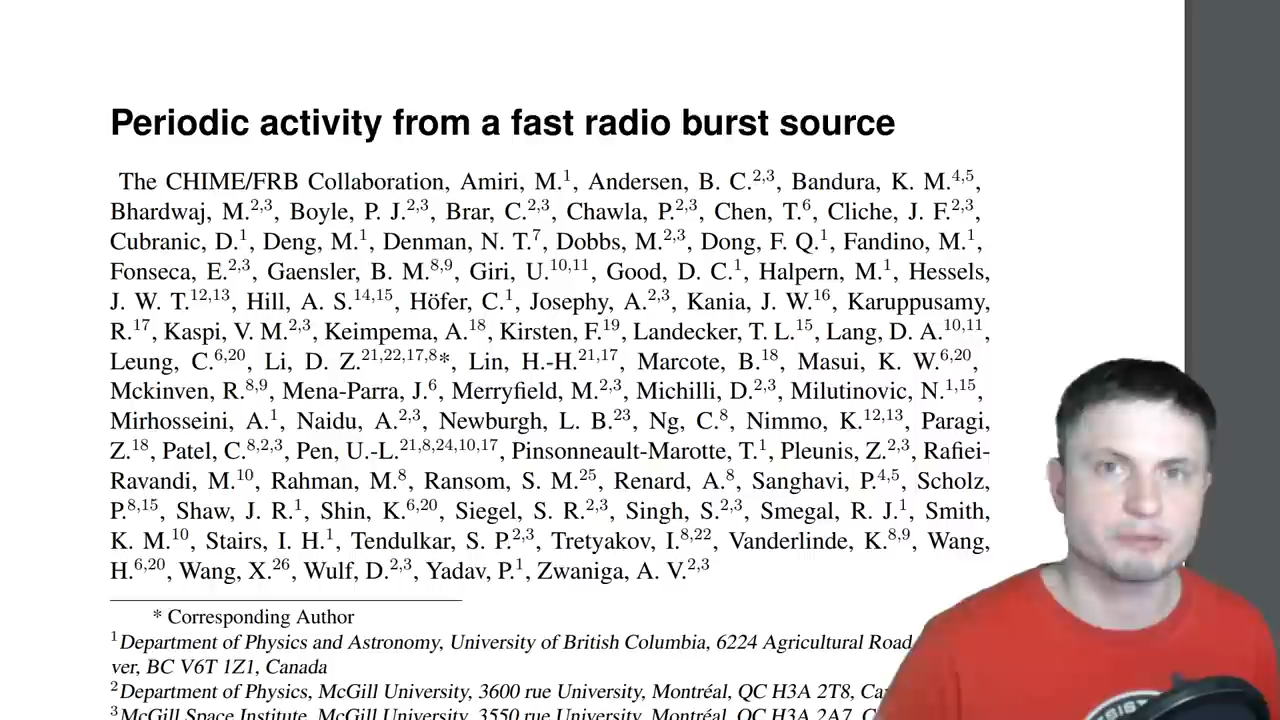 Periodic activity from a fast radio burst source
The CHIME/FRB Collaboration, Amiri, M.1, Andersen, B. C.2,3, Bandura, K. M.4,5,
Bhardwaj, M.2,3, Boyle, P. J.2,3, Brar, C.2,3, Chawla, P.2,3, Chen, T.6, Cliche, J. F.2,3,
Cubranic, D.1, Deng, M.1, Denman, N. T.7, Dobbs, M.2,3, Dong, F. Q.1, Fandino, M.1,
Fonseca, E.2,3, Gaensler, B. M.8,9, Giri, U.10,11, Good, D. C.1, Halpern, M.1, Hessels,
J. W. T.12,13, Hill, A. S.14,15, Höfer, C.1, Josephy, A.2,3, Kania, J. W.16, Karuppusamy,
R.17, Kaspi, V. M.2,3, Keimpema, A.18, Kirsten, F.19, Landecker, T. L.15, Lang, D. A.10,11,
Leung, C.6,20, Li, D. Z.21,22,17,8*, Lin, H.-H.21,17, Marcote, B.18, Masui, K. W.6,20,
Mckinven, R.8,9, Mena-Parra, J.6, Merryfield, M.2,3, Michilli, D.2,3, Milutinovic, N.1,15,
Mirhosseini, A.1, Naidu, A.2,3, Newburgh, L. B.23, Ng, C.8, Nimmo, K.12,13, Paragi,
Z.18, Patel, C.8,2,3, Pen, U.-L.21,8,24,10,17, Pinsonneault-Marotte, T.1, Pleunis, Z.2,3, Rafiei-
Ravandi, M.10, Rahman, M.8, Ransom, S. M.25, Renard, A.8, Sanghavi, P.4,5, Scholz,
P.8,15, Shaw, J. R.1, Shin, K.6,20, Siegel, S. R.2,3, Singh, S.2,3, Smegal, R. J.1, Smith,
K. M.10, Stairs, I. H.1, Tendulkar, S. P.2,3, Tretyakov, I.8,22, Vanderlinde, K.8,9, Wang,
H.6,20, Wang, X.26, Wulf, D.2,3, Yadav, P.1, Zwaniga, A. V.2,3
* Corresponding Author
1Department of Physics and Astronomy, University of British Columbia, 6224 Agricultural Road
ver, BC V6T 1Z1, Canada
2Department of Physics, McGill University, 3600 rue University, Montréal, QC H3A 2T8,
3McGill Space Institute, McGill University, 3550 rue University, Montréal, QC H3A 2A7,